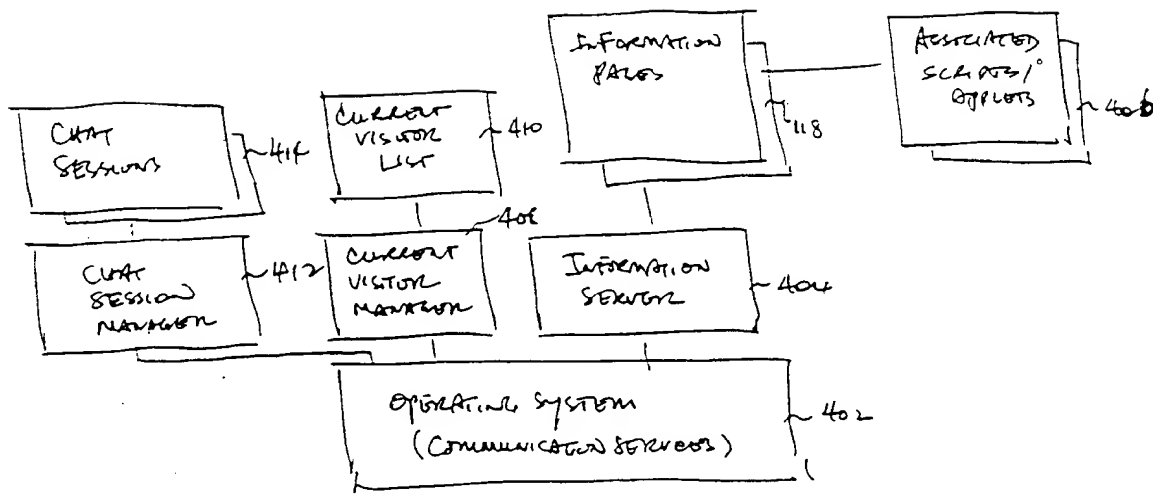 INFORMATION
PAGES
118
ASSOCIATED
SCRIPTS/
APPLETS
406
CHAT
SESSIONS
414
CURRENT
VISITOR
LIST
410
CHAT
SESSION
MANAGER
412
CURRENT
VISITOR
MANAGER
408
INFORMATION
SERVER
404
OPERATING SYSTEM
(COMMUNICATION SERVICES)
402